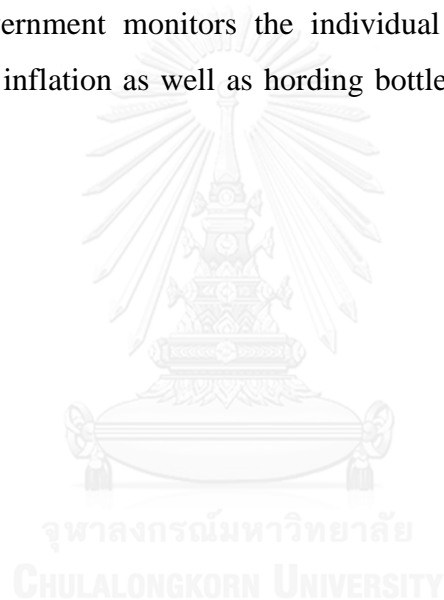 ernment monitors the individual
inflation as well as hording bottle
จุฬาลงกรณ์มหาวิทยาลัย
CHULALONGKORN UNIVERSITY